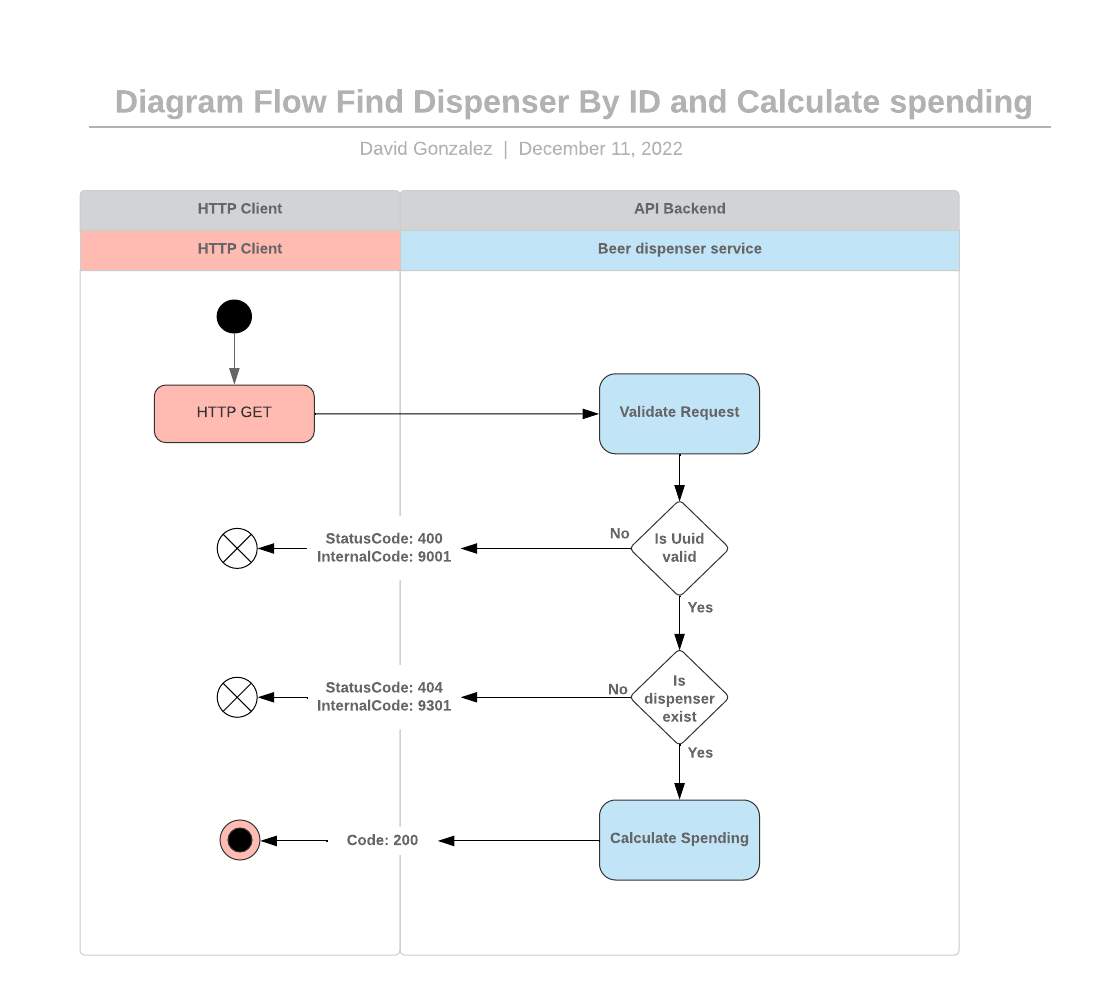 Diagram Flow Find Dispenser By ID and Calculate spending
David Gonzalez | December 11, 2022
HTTP Client
API Backend
HTTP Client
Beer dispenser service
HTTP GET
Validate Request
StatusCode: 400
InternalCode: 9001
No
Is Uuid
valid
Yes
StatusCode: 404
InternalCode: 9301
No
Is
dispenser
exist
Yes
Code: 200
Calculate Spending